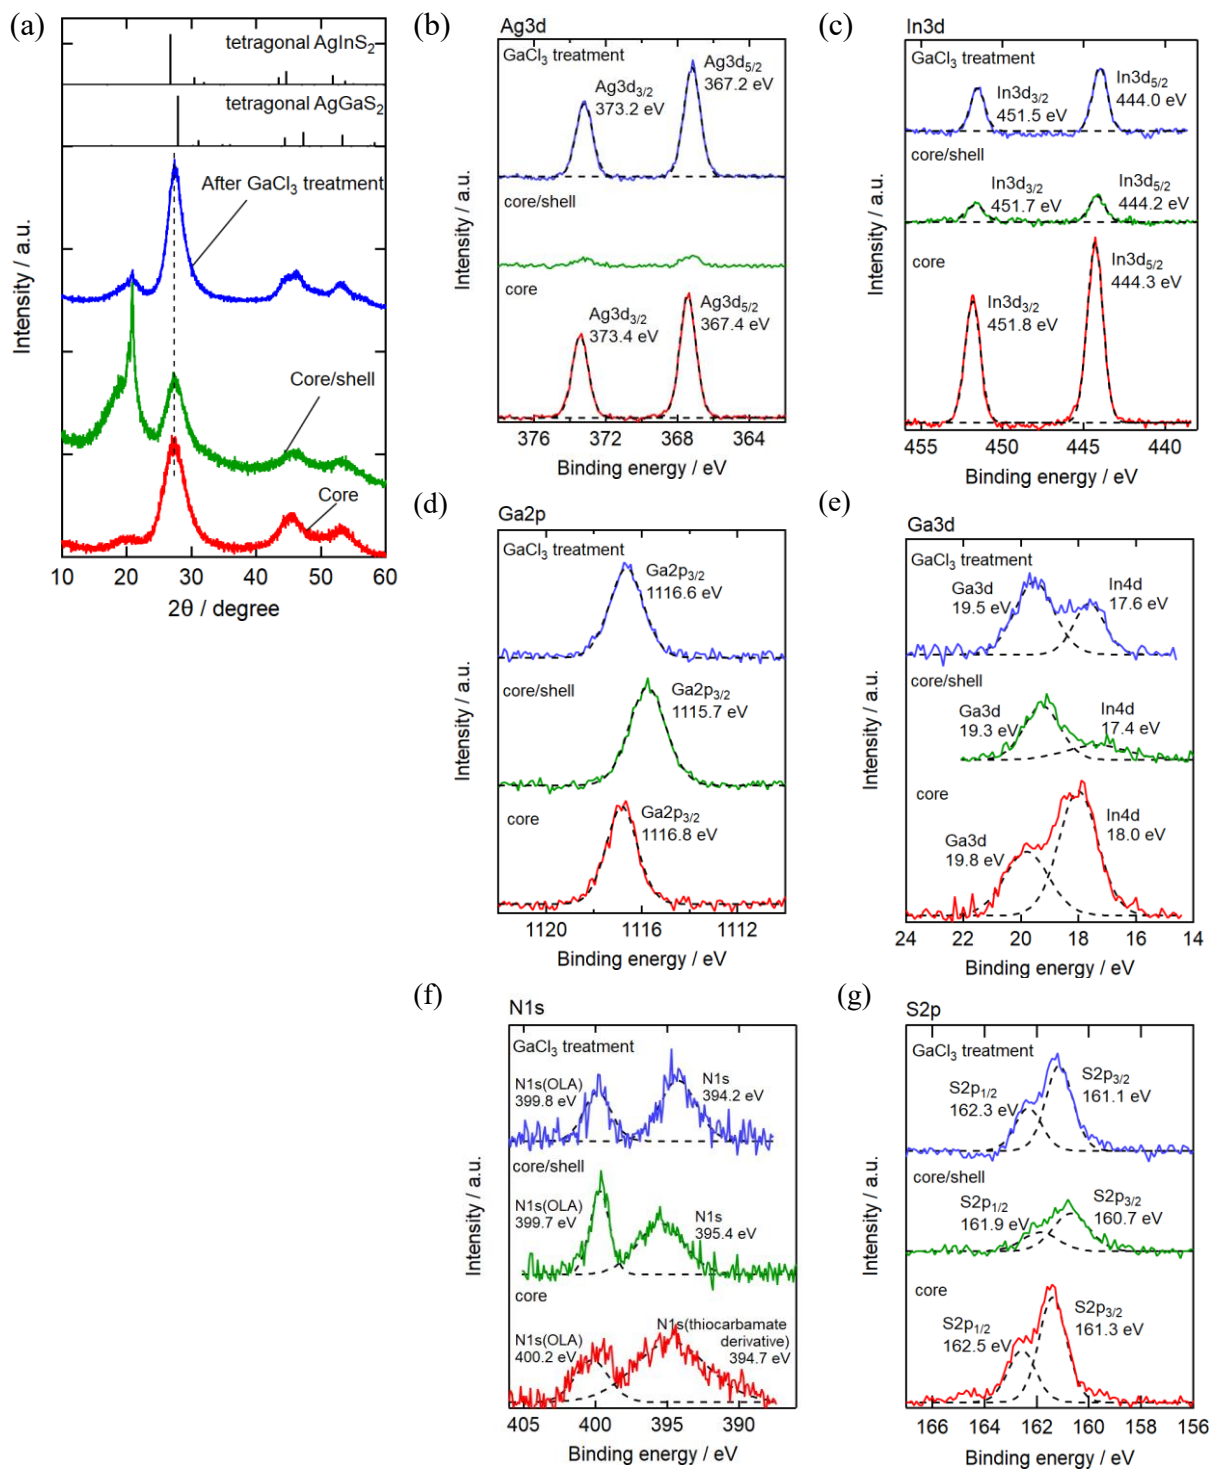 (a)
tetragonal AgInS2
tetragonal AgGaS2
After GaCl3 treatment
Core/shell
Core
Intensity / a.u.
10 20 30 40 50 60
2θ / degree
(b)
Ag3d
GaCl3 treatment
Ag3d3/2
373.2 eV
Ag3d5/2
367.2 eV
core/shell
core
Ag3d3/2
373.4 eV
Ag3d5/2
367.4 eV
Intensity / a.u.
376 372 368 364
Binding energy / eV
(c)
In3d
GaCl3 treatment
In3d3/2
451.5 eV
In3d5/2
444.0 eV
core/shell
In3d3/2
451.7 eV
In3d5/2
444.2 eV
core
In3d3/2
451.8 eV
In3d5/2
444.3 eV
Intensity / a.u.
455 450 445 440
Binding energy / eV
(d)
Ga2p
GaCl3 treatment
Ga2p3/2
1116.6 eV
core/shell
Ga2p3/2
1115.7 eV
core
Ga2p3/2
1116.8 eV
Intensity / a.u.
1120 1116 1112
Binding energy / eV
(e)
Ga3d
GaCl3 treatment
Ga3d
19.5 eV
In4d
17.6 eV
core/shell
Ga3d
19.3 eV
In4d
17.4 eV
core
Ga3d
19.8 eV
In4d
18.0 eV
Intensity / a.u.
24 22 20 18 16 14
Binding energy / eV
(f)
N1s
GaCl3 treatment
N1s(OLA)
399.8 eV
N1s
394.2 eV
core/shell
N1s(OLA)
399.7 eV
N1s
395.4 eV
core
N1s(OLA)
400.2 eV
N1s(thiocarbamate
derivative)
394.7 eV
Intensity / a.u.
405 400 395 390
Binding energy / eV
(g)
S2p
GaCl3 treatment
S2p1/2
162.3 eV
S2p3/2
161.1 eV
core/shell
S2p1/2
161.9 eV
S2p3/2
160.7 eV
core
S2p1/2
162.5 eV
S2p3/2
161.3 eV
Intensity / a.u.
166 164 162 160 158 156
Binding energy / eV